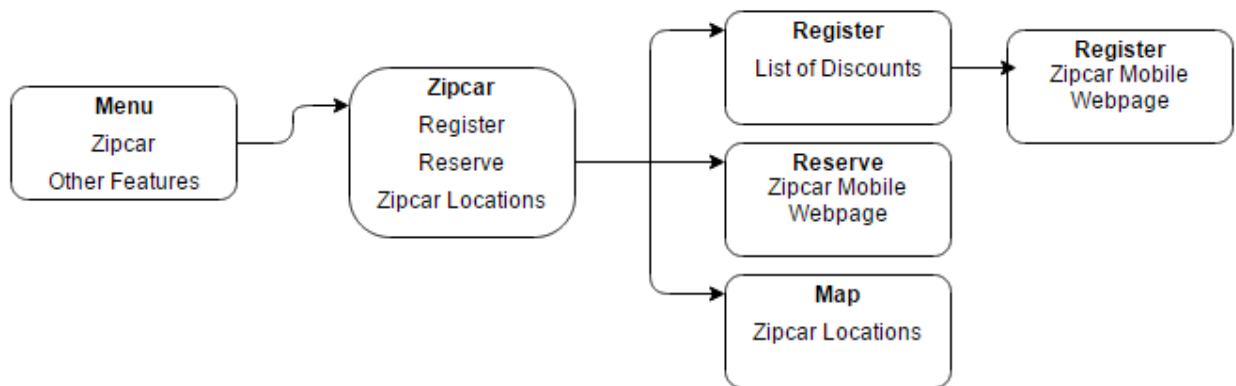 Menu
Zipcar
Other Features
Zipcar
Register
Reserve
Zipcar Locations
Register
List of Discounts
Register
Zipcar Mobile
Webpage
Reserve
Zipcar Mobile
Webpage
Map
Zipcar Locations